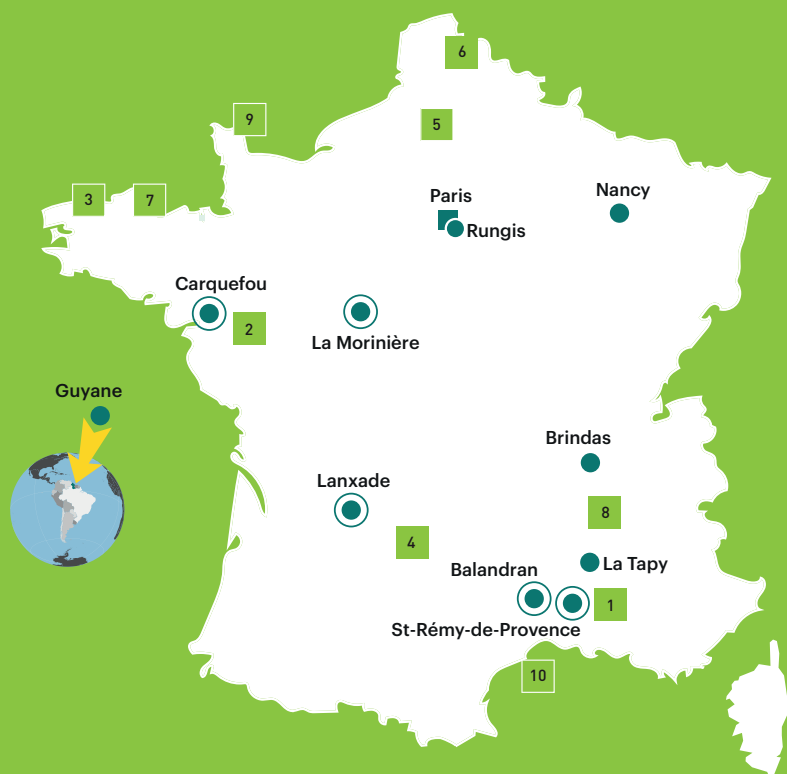 6
9
5
3
7
Paris
Nancy
Rungis
Carquefou
2
La Morinière
Guyane
Brindas
Lanxade
8
4
La Tapy
Balandran
1
St-Rémy-de-Provence
10